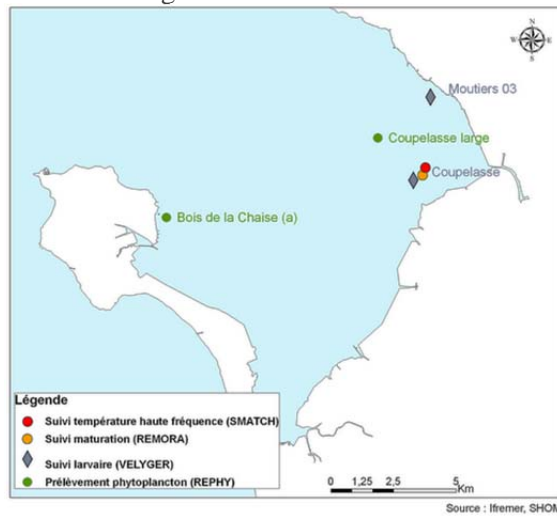 N
W
E
S
Moutiers 03
Coupelasse large
Coupelasse
Bois de la Chaise (a)
Légende
Suivi température haute fréquence (SMATCH)
Suivi maturation (REMORA)
Suivi larvaire (VELYGER)
Prélèvement phytoplancton (REPHY)
0 1,25 2,5 5
Km
Source : Ifremer, SHOM